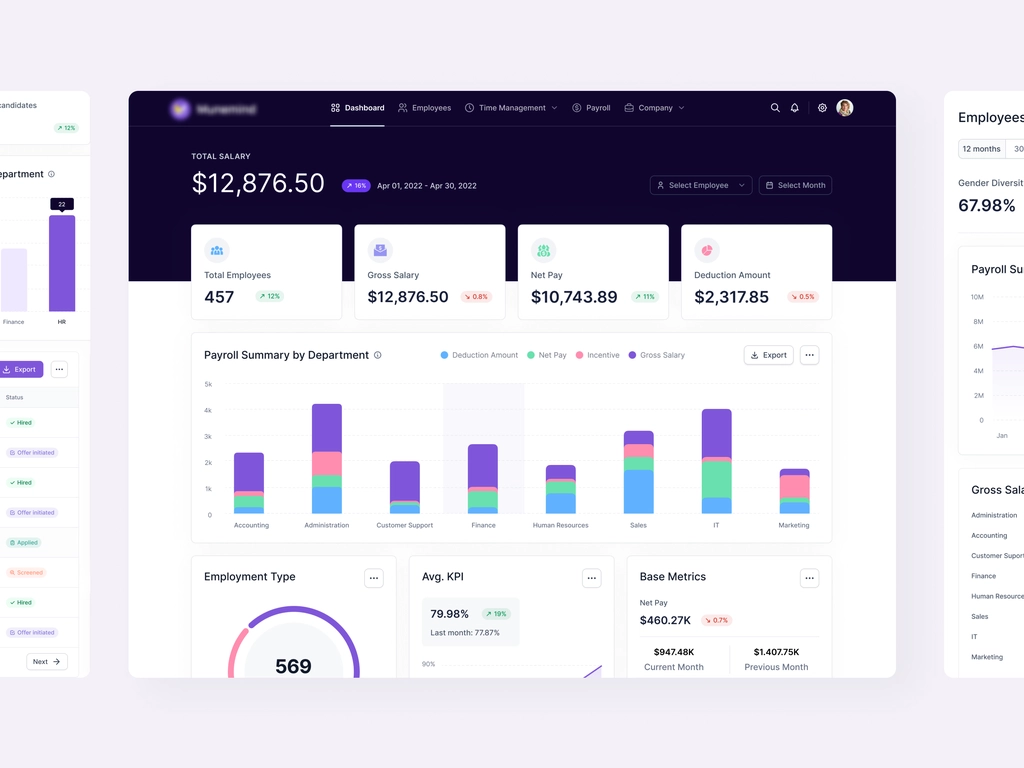 candidates
12%
epartment
22
Finance
HR
Export
Status
Hired
Offer initiated
Hired
Offer initiated
Applied
Screened
Hired
Offer initiated
Next
Dashboard
Employees
Time Management
Payroll
Company
TOTAL SALARY
$12,876.50
16%
Apr 01, 2022 - Apr 30, 2022
Select Employee
Select Month
Total Employees
457
12%
Gross Salary
$12,876.50
0.8%
Net Pay
$10,743.89
11%
Deduction Amount
$2,317.85
0.5%
Payroll Summary by Department
Deduction Amount
Net Pay
Incentive
Gross Salary
Export
5k
4k
3k
2k
1k
0
Accounting
Administration
Customer Support
Finance
Human Resources
Sales
IT
Marketing
Employment Type
569
Avg. KPI
79.98%
19%
Last month: 77.87%
90%
Base Metrics
Net Pay
$460.27K
0.7%
$947.48K
Current Month
$1.407.75K
Previous Month
Employees
12 months
30
Gender Diversit
67.98%
Payroll Su
10M
8M
6M
4M
2M
0
Jan
Gross Sala
Administration
Accounting
Customer Suport
Finance
Human Resource
Sales
IT
Marketing